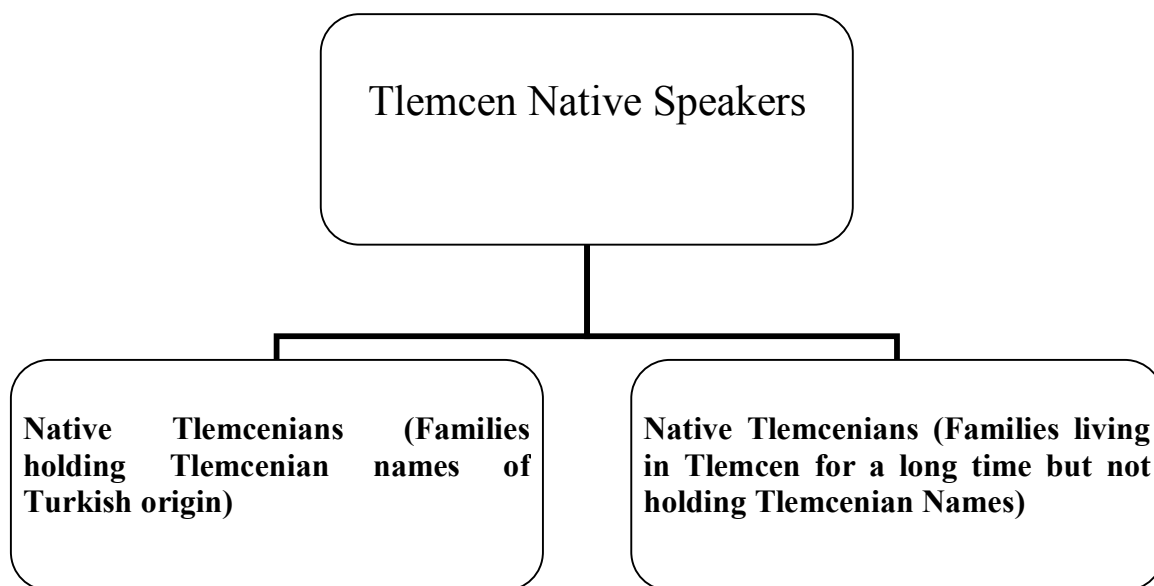 Tlemcen Native Speakers
Native Tlemcenians (Families
holding Tlemcenian names of
Turkish origin)
Native Tlemcenians (Families living
in Tlemcen for a long time but not
holding Tlemcenian Names)